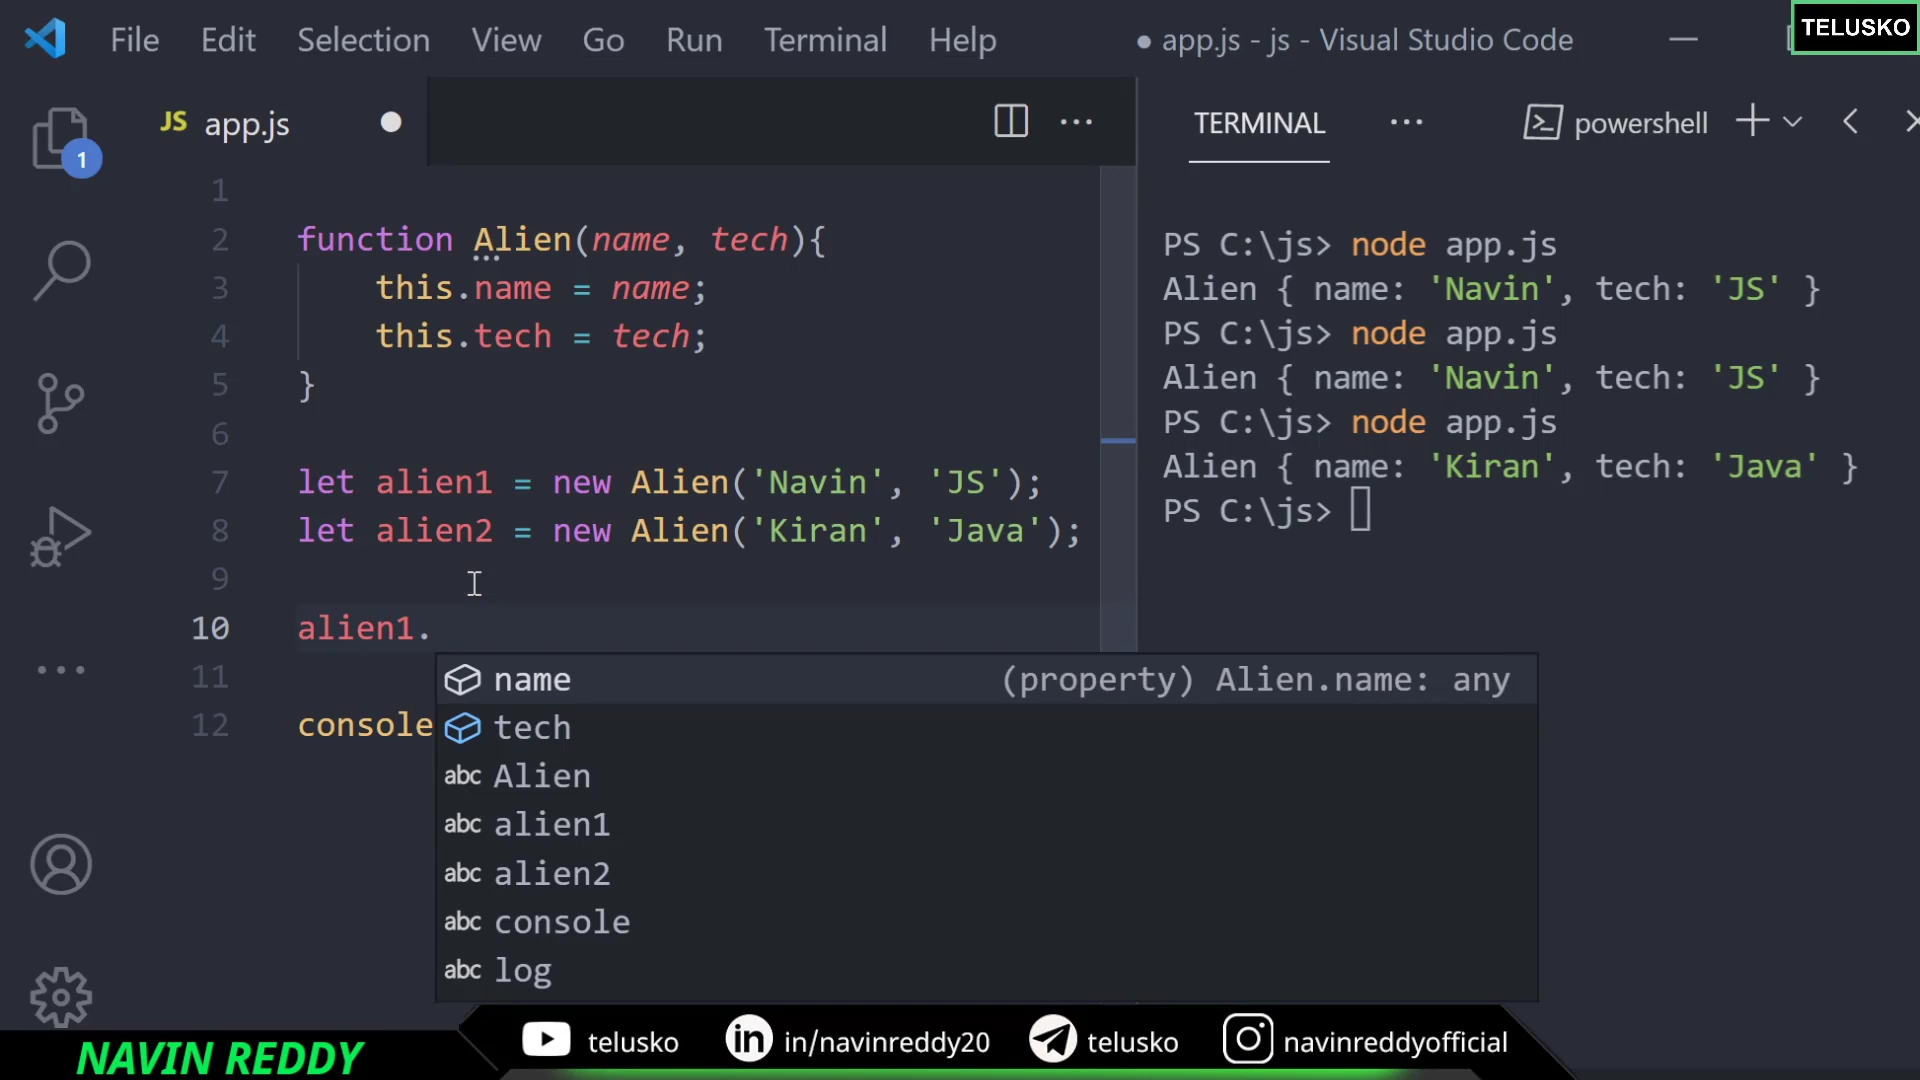 File Edit Selection View Go Run Terminal Help ● app.js - js - Visual Studio Code
TELUSKO
JS app.js
TERMINAL ··· powershell
1
1
2 function Alien(name, tech){
3 this.name = name;
4 this.tech = tech;
5 }
6
7 let alien1 = new Alien('Navin', 'JS');
8 let alien2 = new Alien('Kiran', 'Java');
9
10 alien1.
11
12 console
name (property) Alien.name: any
tech
abc Alien
abc alien1
abc alien2
abc console
abc log
PS C:\js> node app.js
Alien { name: 'Navin', tech: 'JS' }
PS C:\js> node app.js
Alien { name: 'Navin', tech: 'JS' }
PS C:\js> node app.js
Alien { name: 'Kiran', tech: 'Java' }
PS C:\js>
NAVIN REDDY
telusko in in/navinreddy20 telusko navinreddyofficial